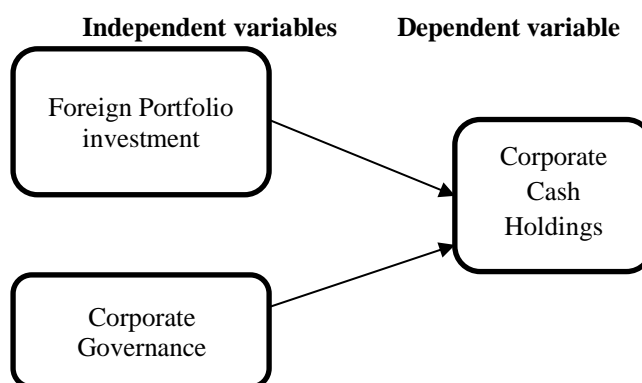 Independent variables Dependent variable
Foreign Portfolio
investment
Corporate
Cash
Holdings
Corporate
Governance